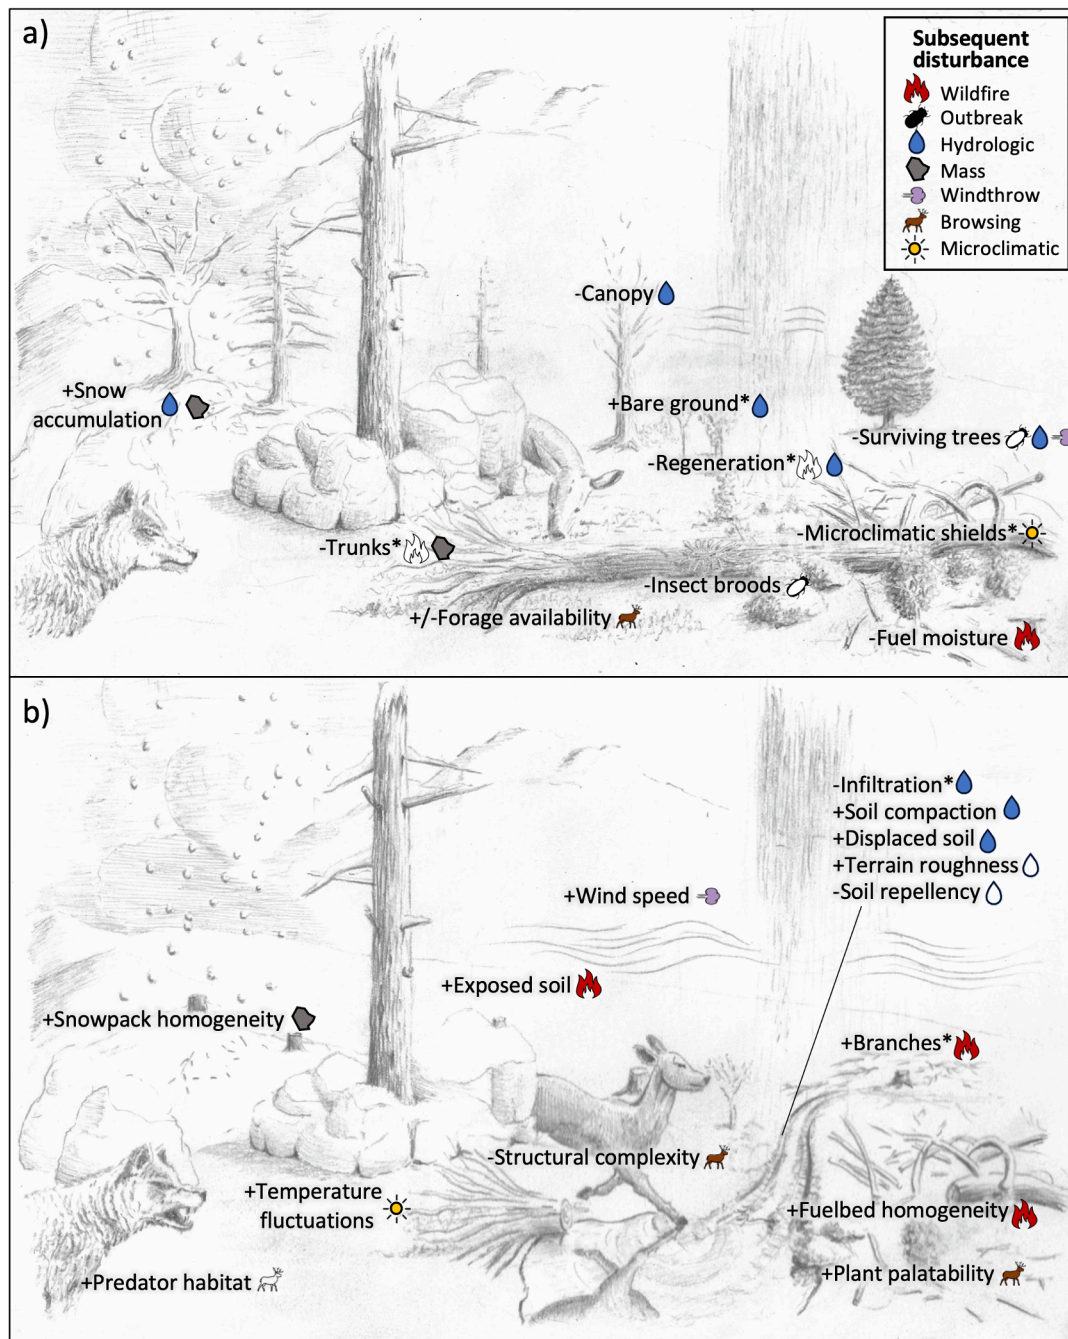 a)
Subsequent
disturbance
Wildfire
Outbreak
Hydrologic
Mass
Windthrow
Browsing
Microclimatic
-Canopy
+Snow
accumulation
+Bare ground*
-Surviving trees
-Regeneration*
-Microclimatic shields*
-Trunks*
-Insect broods
+/-Forage availability
-Fuel moisture
b)
-Infiltration*
+Soil compaction
+Displaced soil
+Terrain roughness
-Soil repellency
+Wind speed
+Exposed soil
+Snowpack homogeneity
+Branches*
-Structural complexity
+Temperature
fluctuations
+Fuelbed homogeneity
+Predator habitat
+Plant palatability